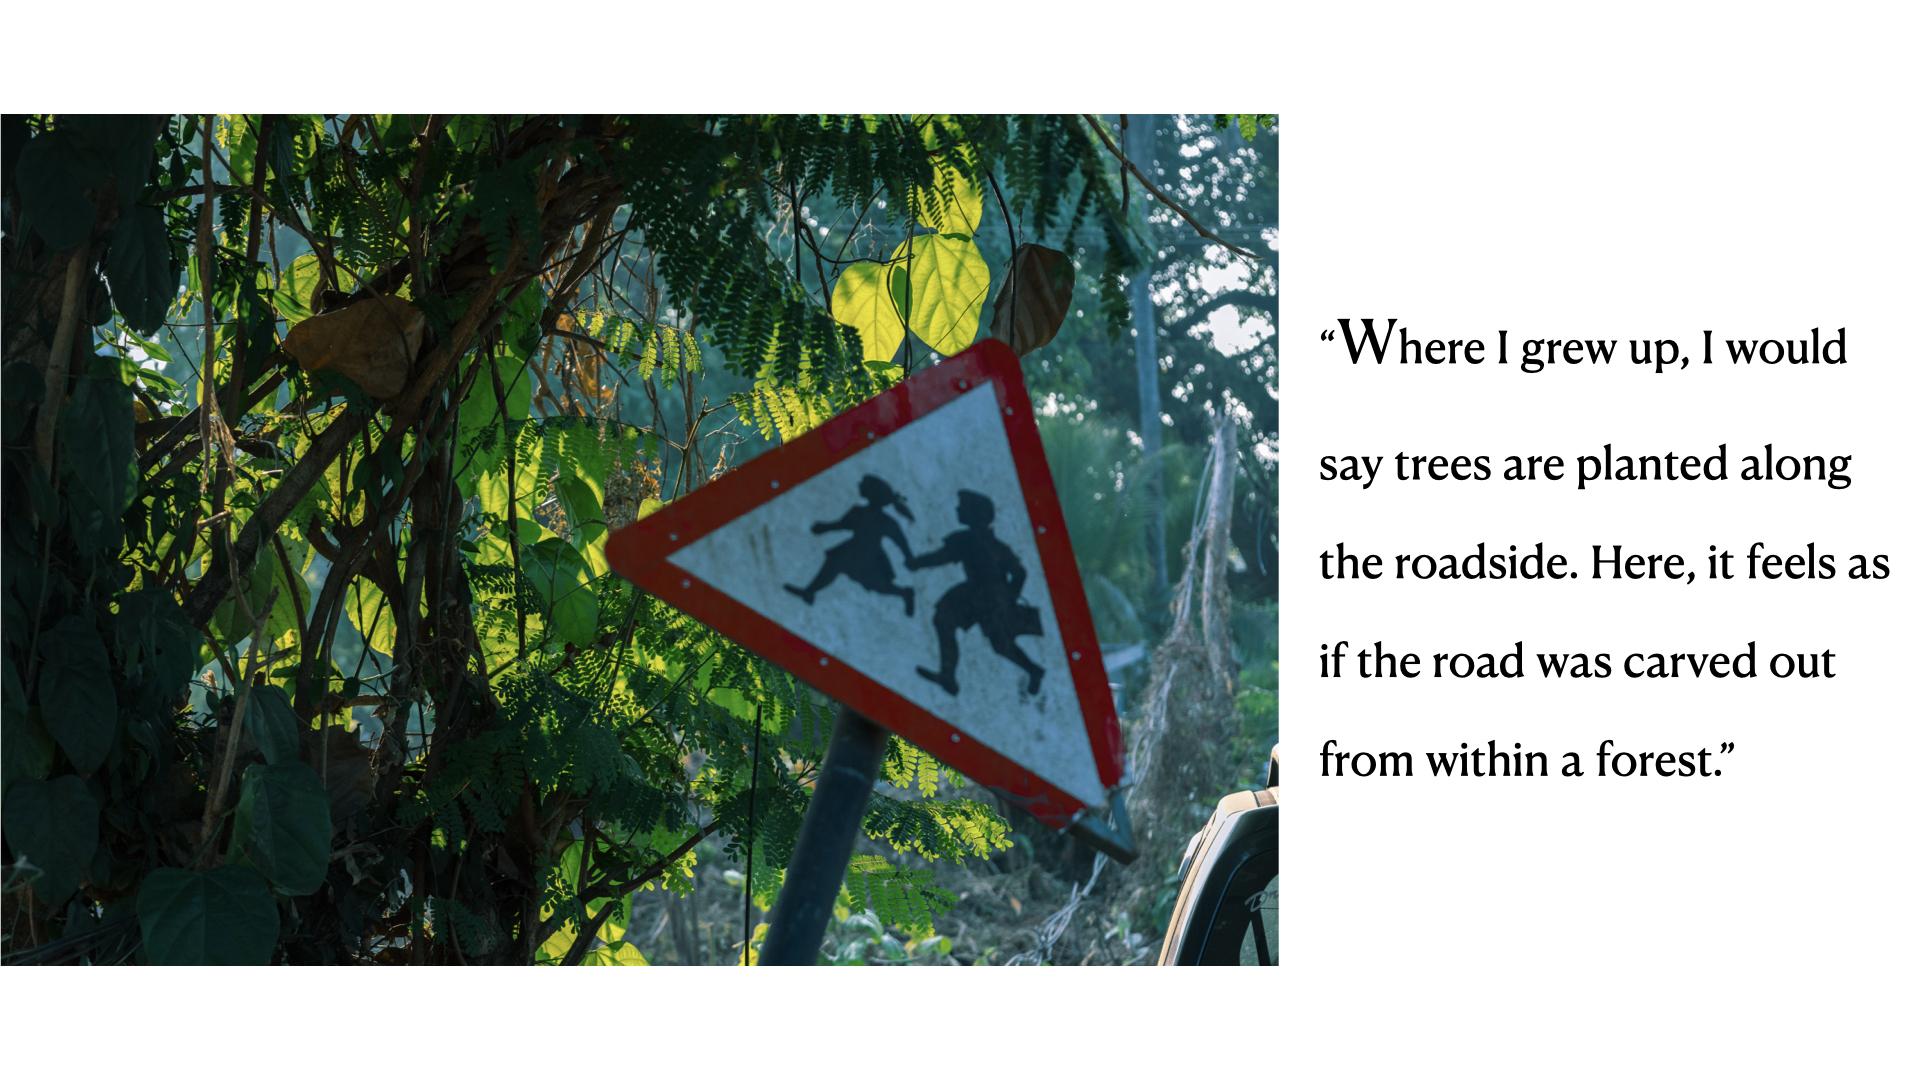 “Where I grew up, I would
say trees are planted along
the roadside. Here, it feels as
if the road was carved out
from within a forest.”